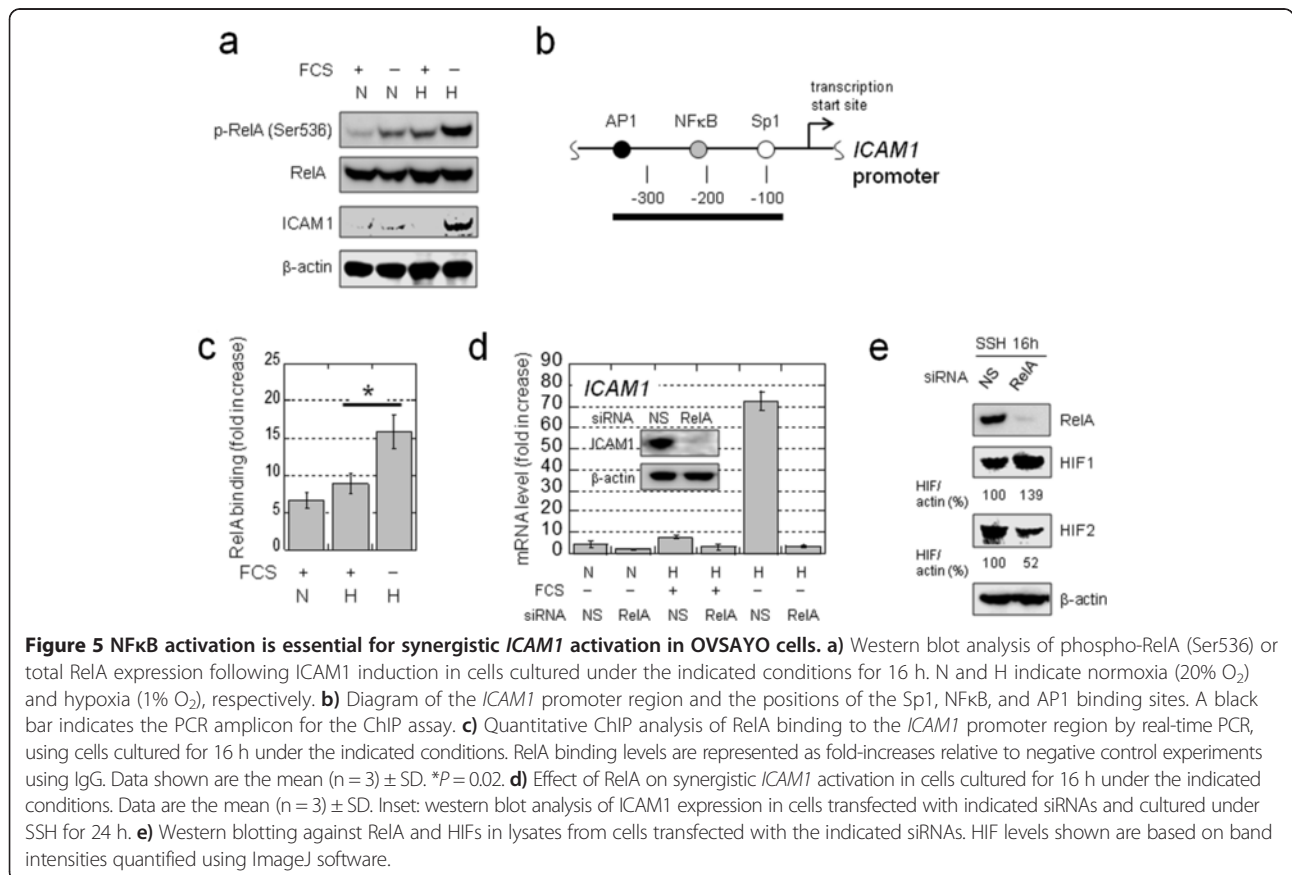 a
FCS + − + −
N N H H
p-RelA (Ser536)
RelA
ICAM1
β-actin
b
transcription
start site
AP1 NFκB Sp1
ICAM1
promoter
-300 -200 -100
c
RelA binding (fold increase)
25
20
15
10
5
0
*
FCS + + −
N H H
d
mRNA level (fold increase)
90
80
70
60
50
40
30
20
10
0
ICAM1
siRNA NS RelA
ICAM1
β-actin
N N H H H H
FCS − − + + − −
siRNA NS RelA NS RelA NS RelA
e
SSH 16h
siRNA NS RelA
RelA
HIF1
HIF/
actin (%) 100 139
HIF2
HIF/
actin (%) 100 52
β-actin
Figure 5 NFκB activation is essential for synergistic ICAM1 activation in OVSAYO cells. a) Western blot analysis of phospho-RelA (Ser536) or
total RelA expression following ICAM1 induction in cells cultured under the indicated conditions for 16 h. N and H indicate normoxia (20% O₂)
and hypoxia (1% O₂), respectively. b) Diagram of the ICAM1 promoter region and the positions of the Sp1, NFκB, and AP1 binding sites. A black
bar indicates the PCR amplicon for the ChIP assay. c) Quantitative ChIP analysis of RelA binding to the ICAM1 promoter region by real-time PCR,
using cells cultured for 16 h under the indicated conditions. RelA binding levels are represented as fold-increases relative to negative control experiments
using IgG. Data shown are the mean (n = 3) ± SD. *P = 0.02. d) Effect of RelA on synergistic ICAM1 activation in cells cultured for 16 h under the indicated
conditions. Data are the mean (n = 3) ± SD. Inset: western blot analysis of ICAM1 expression in cells transfected with indicated siRNAs and cultured under
SSH for 24 h. e) Western blotting against RelA and HIFs in lysates from cells transfected with the indicated siRNAs. HIF levels shown are based on band
intensities quantified using ImageJ software.